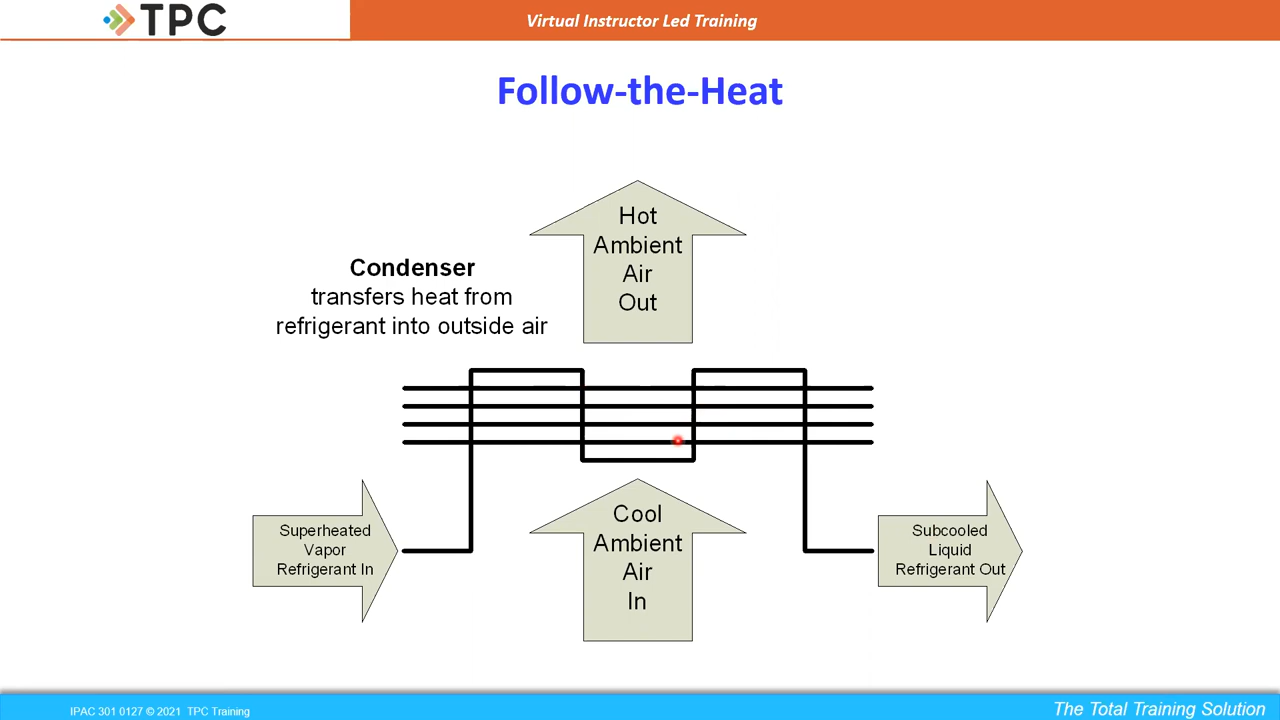 TPC
Virtual Instructor Led Training
Follow-the-Heat
Hot
Ambient
Air
Out
Condenser
transfers heat from
refrigerant into outside air
Superheated
Vapor
Refrigerant In
Cool
Ambient
Air
In
Subcooled
Liquid
Refrigerant Out
IPAC 301 0127 © 2021 TPC Training
The Total Training Solution